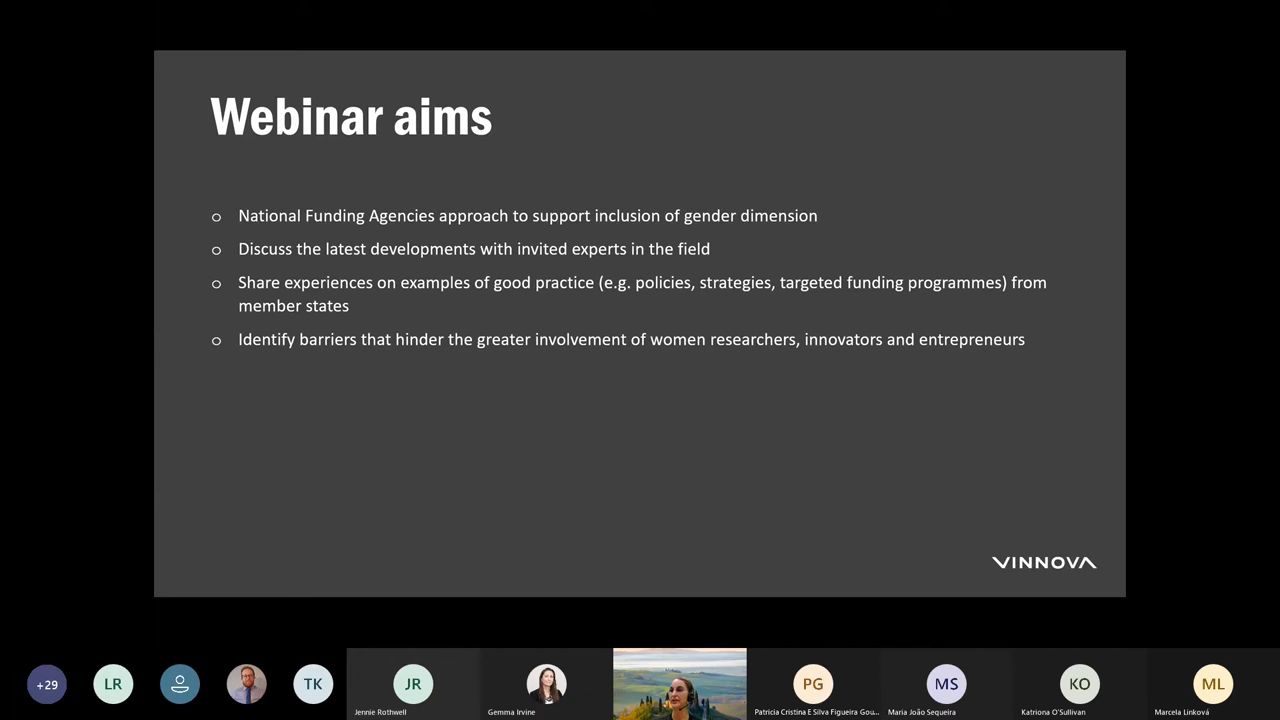 Webinar aims
National Funding Agencies approach to support inclusion of gender dimension
Discuss the latest developments with invited experts in the field
Share experiences on examples of good practice (e.g. policies, strategies, targeted funding programmes) from
member states
Identify barriers that hinder the greater involvement of women researchers, innovators and entrepreneurs
VINNOVA
+29
LR
TK
JR
PG
MS
KO
ML
Jennie Rothwell
Gemma Irvine
Patricia Cristina E Silva Figueira Gou...
Maria João Sequeira
Katriona O'Sullivan
Marcela Linková